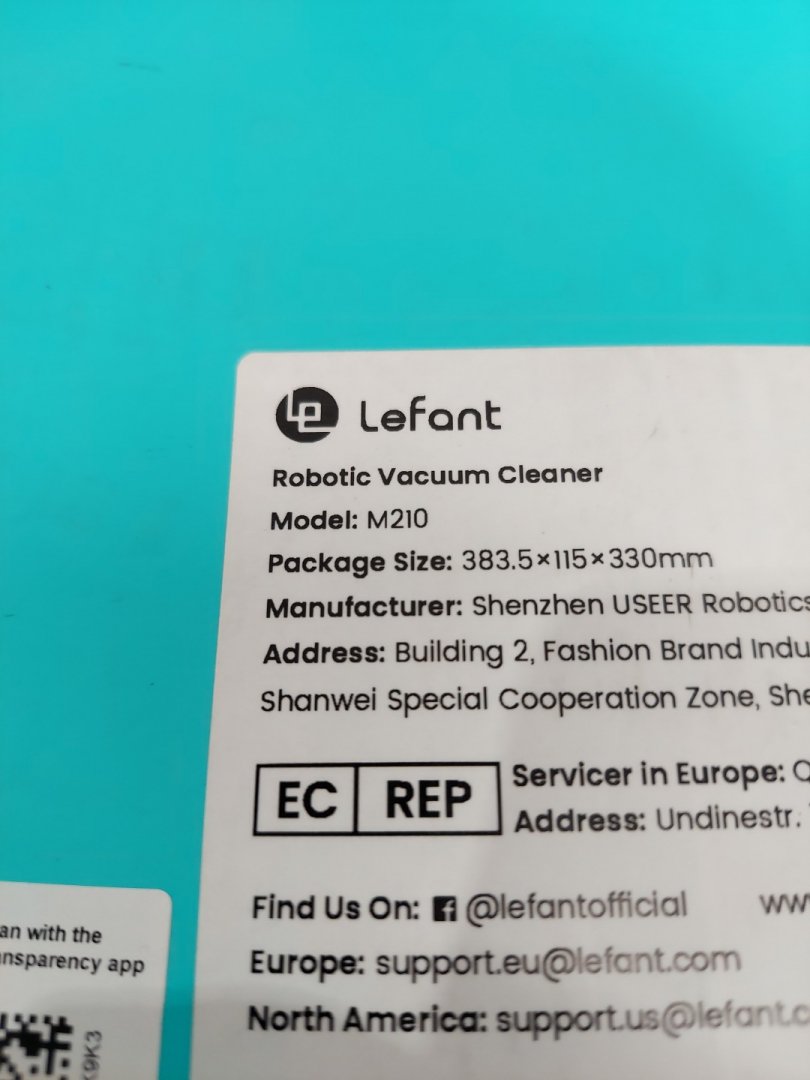 Lefant
Robotic Vacuum Cleaner
Model: M210
Package Size: 383.5×115×330mm
Manufacturer: Shenzhen USEER Robotics
Address: Building 2, Fashion Brand Indu
Shanwei Special Cooperation Zone, She
EC REP
Servicer in Europe:
Address: Undinestr.
Find Us On: @lefantofficial www
Europe: support.eu@lefant.com
North America: support.us@lefant.c
an with the
nsparency app
K9K3